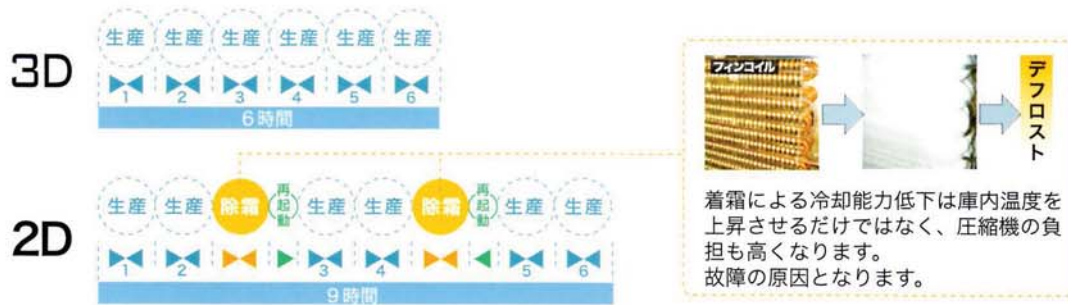 3D
生産 生産 生産 生産 生産 生産
1 2 3 4 5 6
6時間
2D
生産 生産 除霜 再起動 生産 生産 除霜 再起動 生産 生産
1 2 3 4 5 6
9時間
フィンコイル
デフロスト
着霜による冷却能力低下は庫内温度を
上昇させるだけではなく、圧縮機の負
担も高くなります。
故障の原因となります。